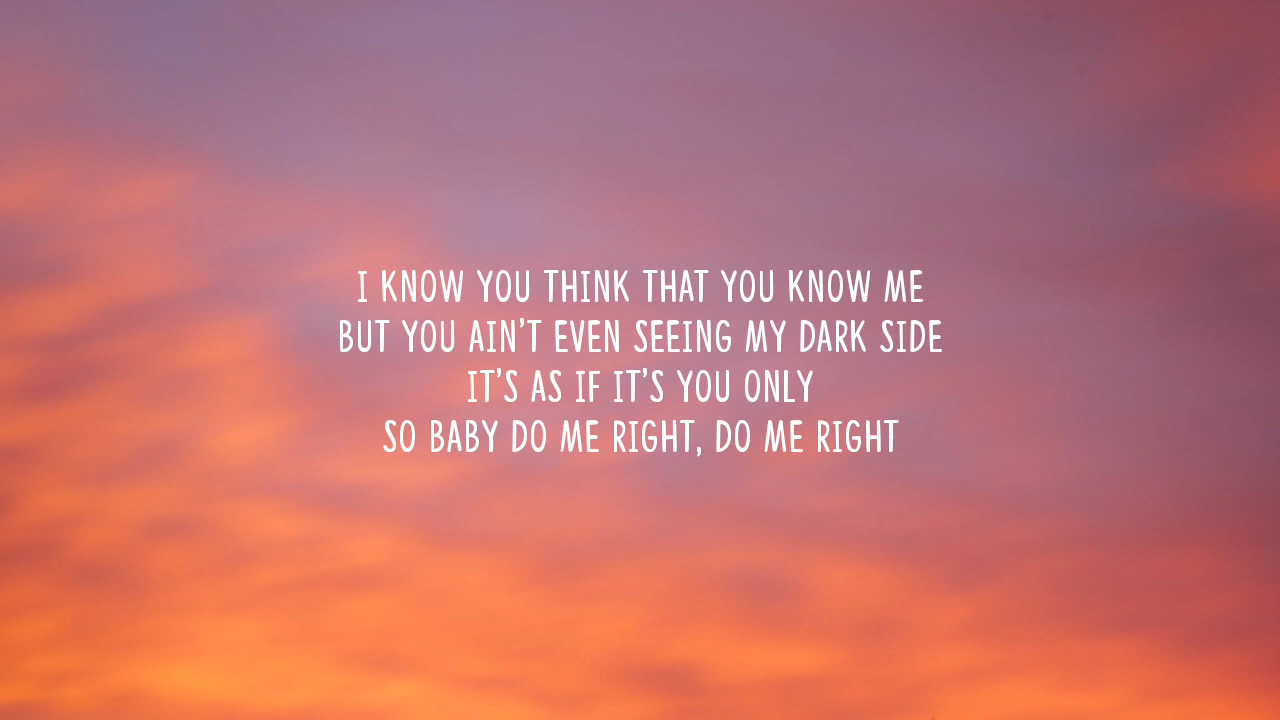 I KNOW YOU THINK THAT YOU KNOW ME
BUT YOU AIN'T EVEN SEEING MY DARK SIDE
IT'S AS IF IT'S YOU ONLY
SO BABY DO ME RIGHT, DO ME RIGHT